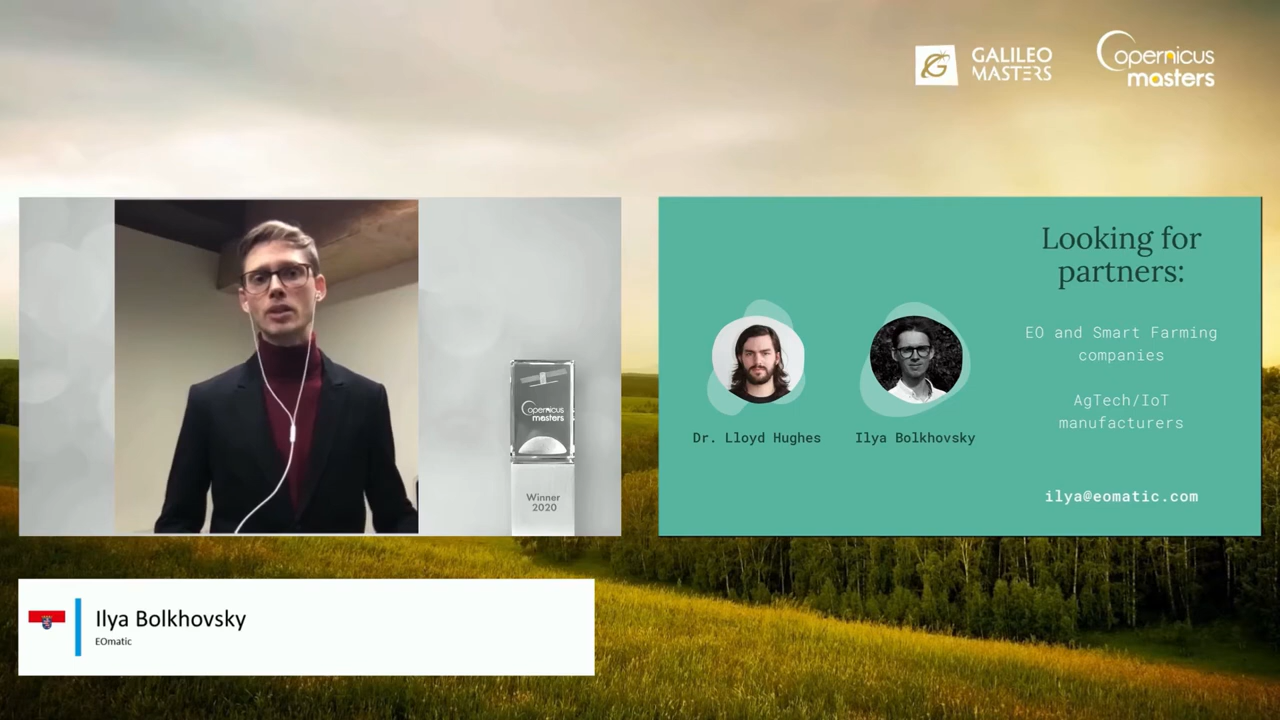 GALILEO
MASTERS
Copernicus
masters
Copernicus
masters
Winner
2020
Looking for
partners:
EO and Smart Farming
companies
AgTech/IoT
manufacturers
Dr. Lloyd Hughes
Ilya Bolkhovsky
ilya@eomatic.com
Ilya Bolkhovsky
EOmatic